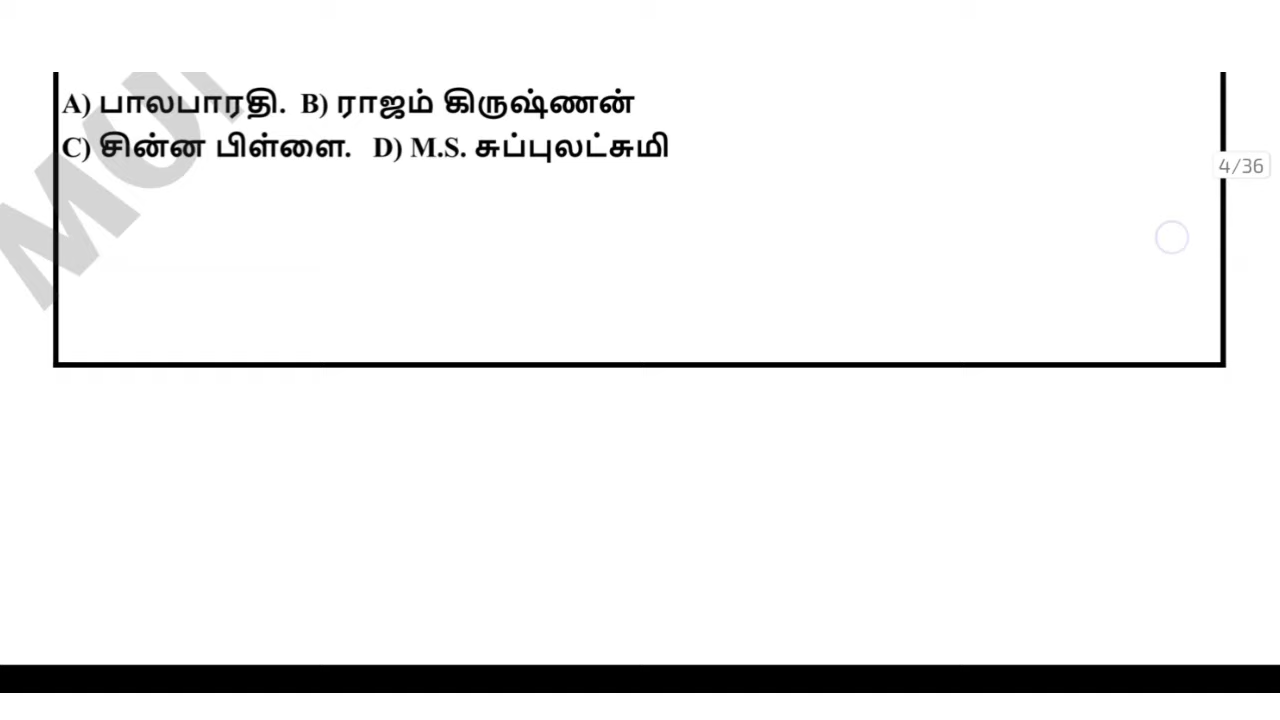 A) பாலபாரதி. B) ராஜம் கிருஷ்ணன்
C) சின்ன பிள்ளை. D) M.S. சுப்புலட்சுமி
4/36